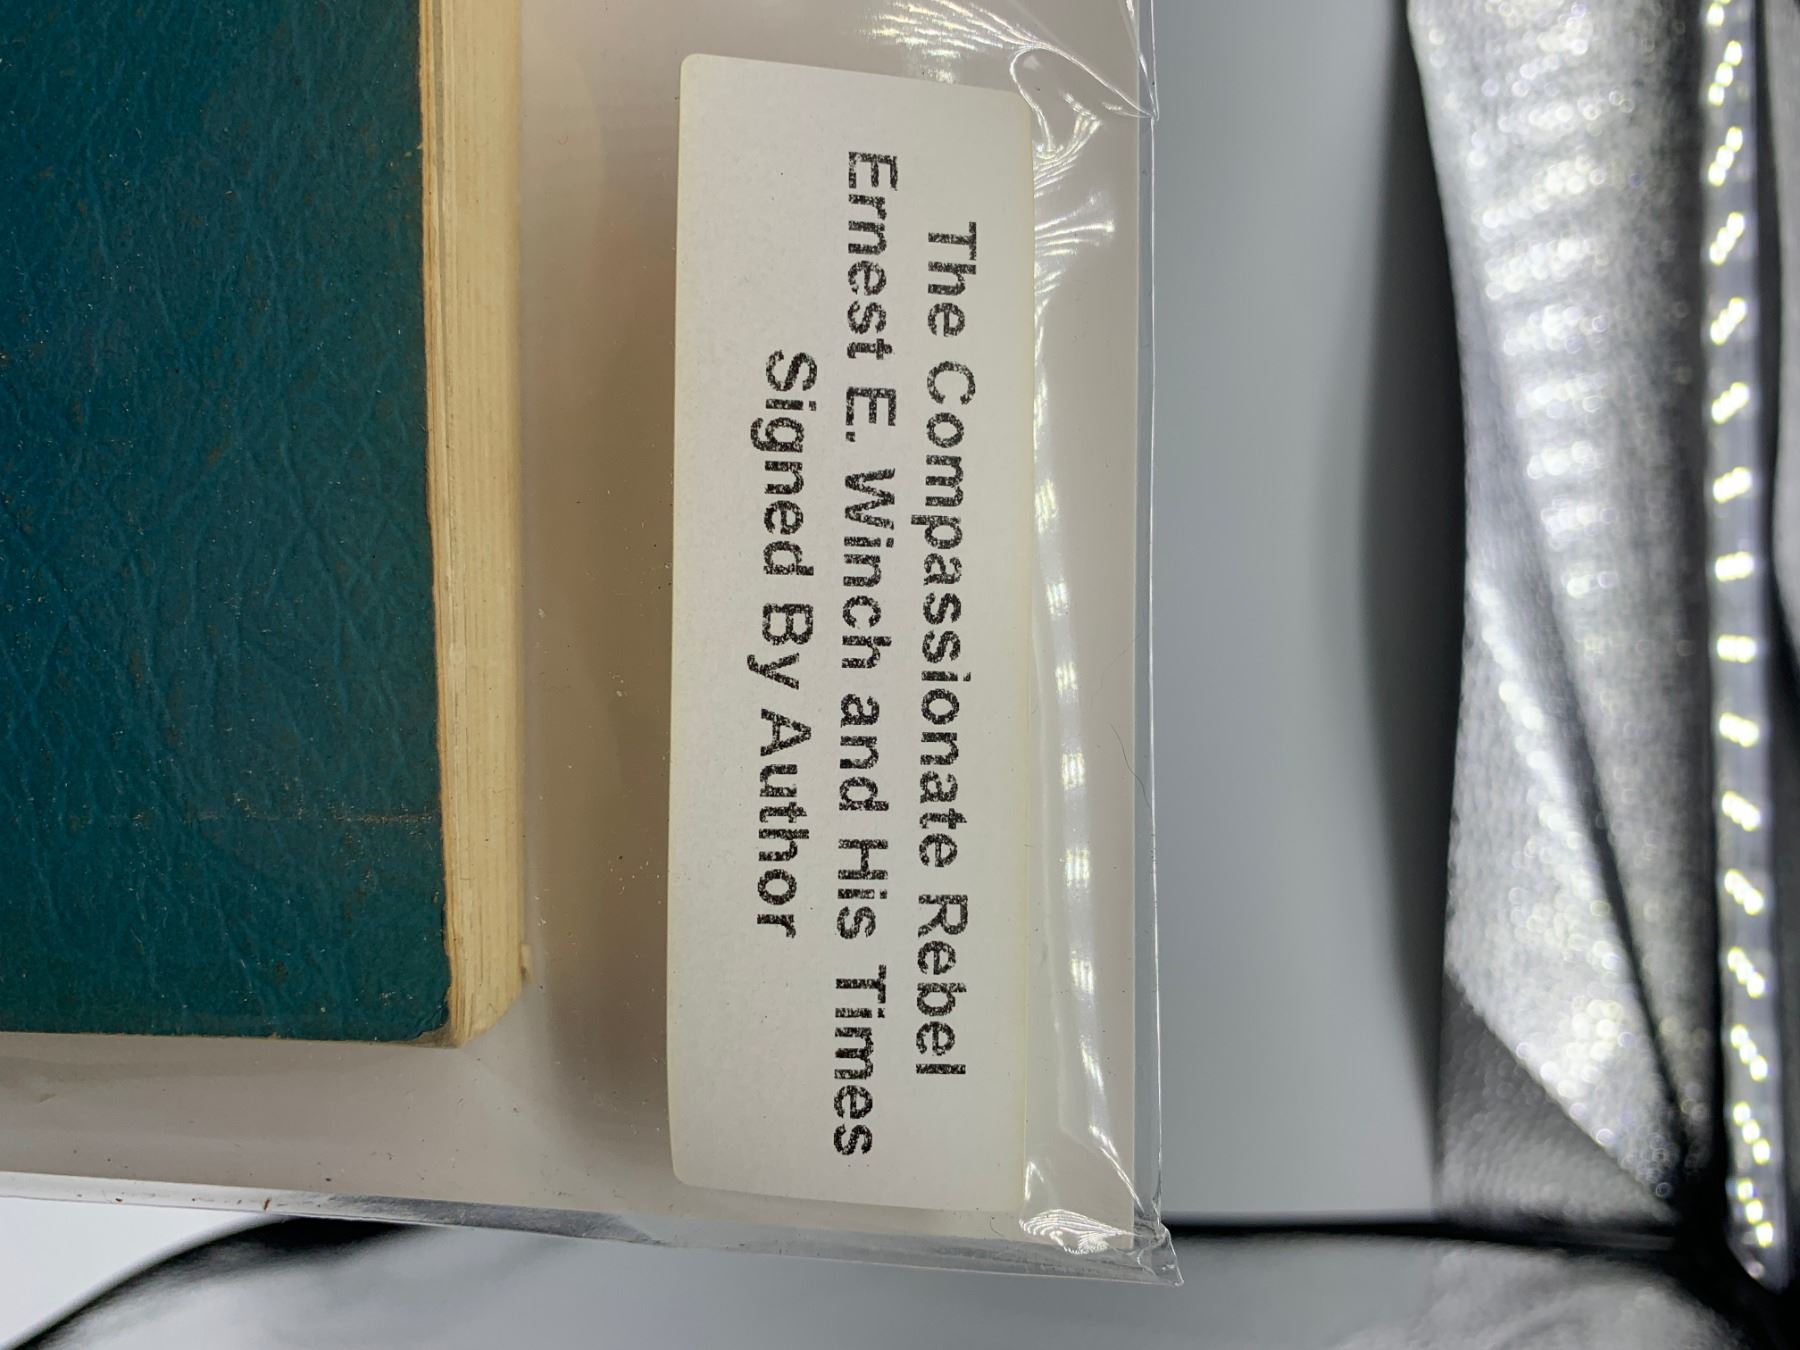 The Compassionate Rebel
Ernest E. Winch and His Times
Signed By Author